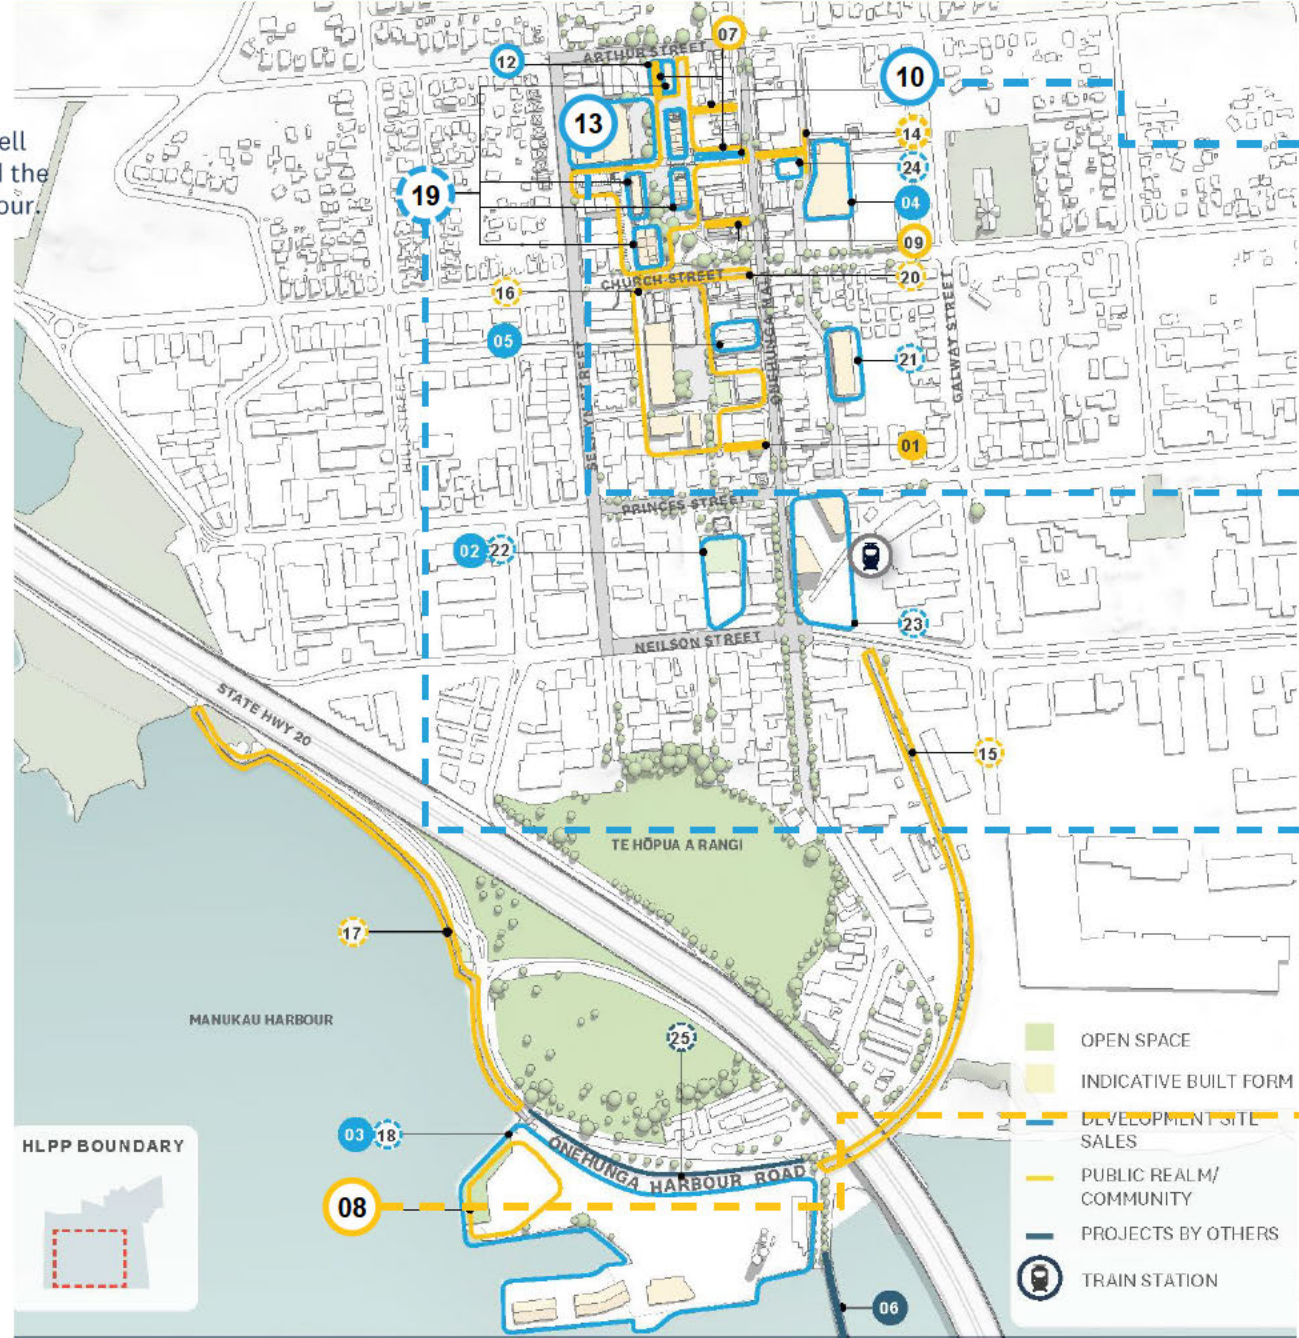 ell
d the
our.
07
ARTHUR STREET
12
10
13
14
24
19
04
09
CHURCH STREET
20
16
05
21
GALWAY STREET
SELWYN STREET
01
PRINCES STREET
02
22
23
NEILSON STREET
STATE HWY 20
15
TE HŌPUA A RANGI
17
MANUKAU HARBOUR
25
03
18
ONEHUNGA HARBOUR ROAD
08
06
HLPP BOUNDARY
OPEN SPACE
INDICATIVE BUILT FORM
DEVELOPMENT SITE
SALES
PUBLIC REALM/
COMMUNITY
PROJECTS BY OTHERS
TRAIN STATION